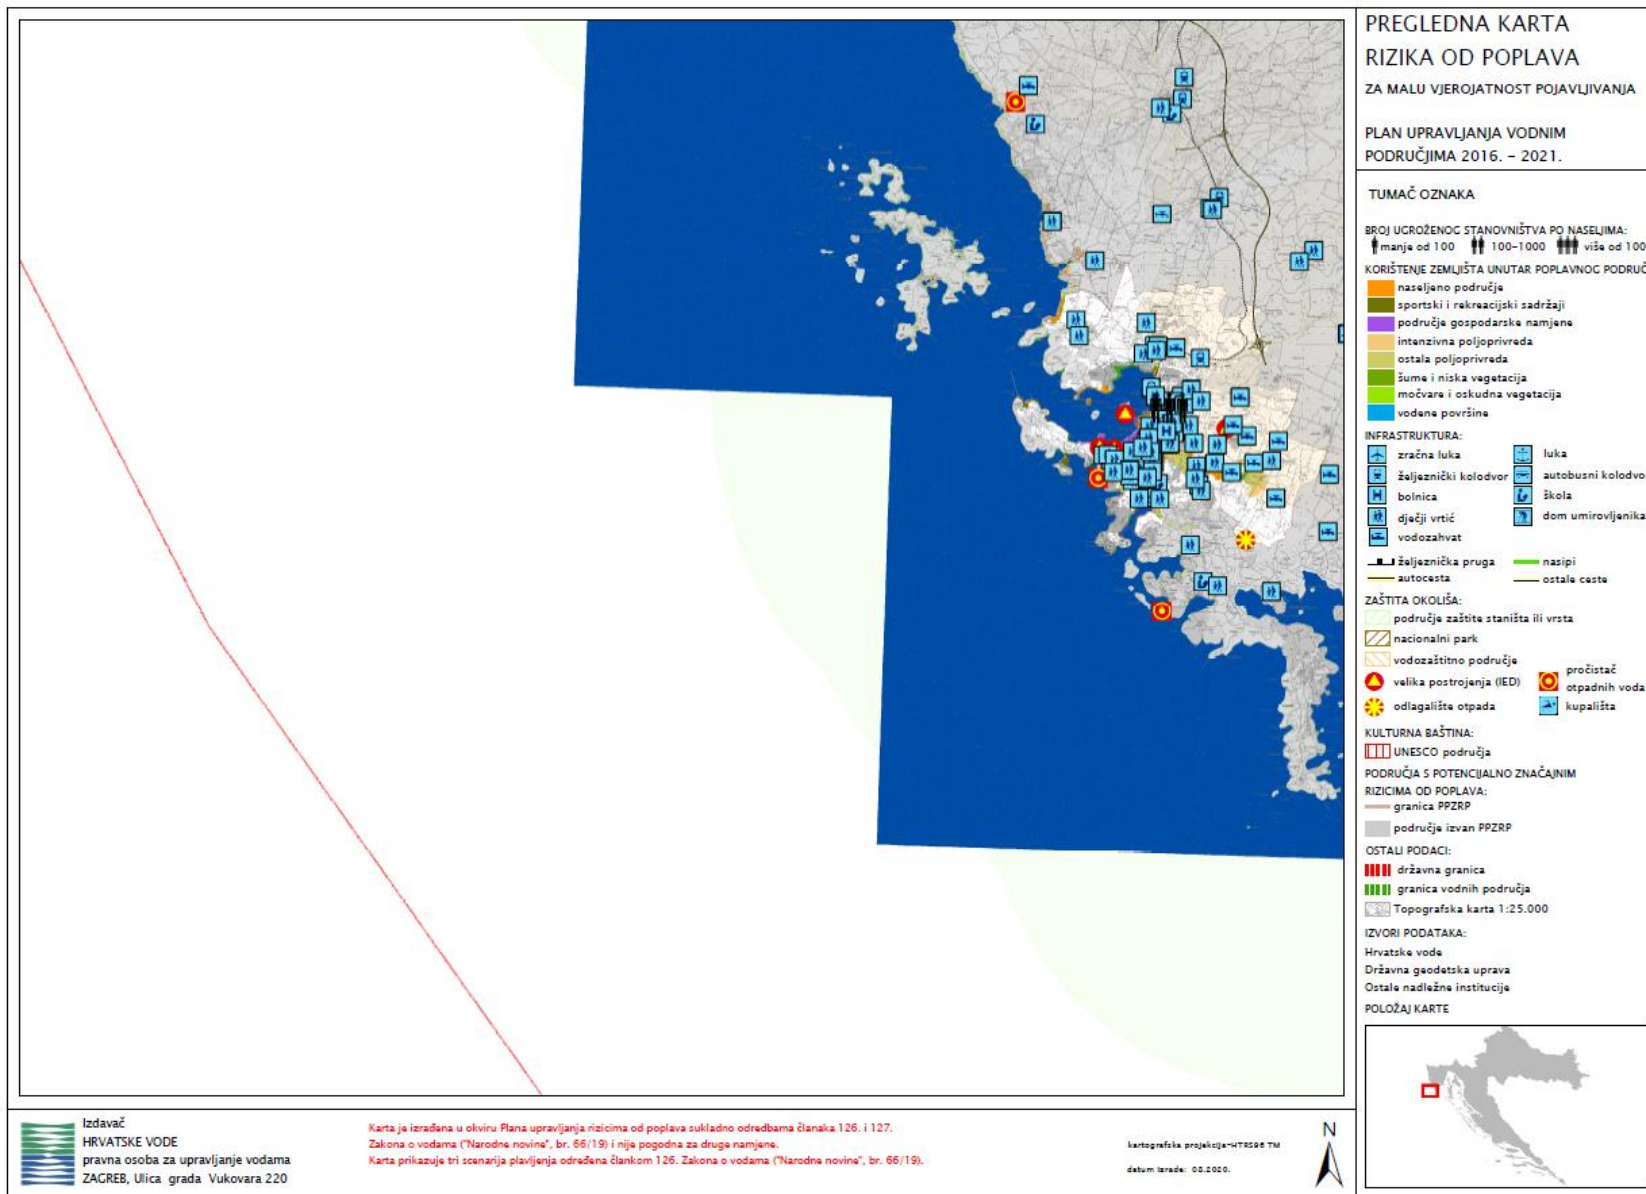 PREGLEDNA KARTA
RIZIKA OD POPLAVA
ZA MALU VJEROJATNOST POJAVLJIVANJA
PLAN UPRAVLJANJA VODNIM
PODRUČJIMA 2016. – 2021.
TUMAČ OZNAKA
BROJ UGROŽENOG STANOVNIŠTVA PO NASELJIMA:
manje od 100 100-1000 više od 100
KORIŠTENJE ZEMLJIŠTA UNUTAR POPLAVNOG PODRUČ
naseljeno područje
sportski i rekreacijski sadržaji
područje gospodarske namjene
intenzivna poljoprivreda
ostala poljoprivreda
šume i niska vegetacija
močvare i oskudna vegetacija
vodene površine
INFRASTRUKTURA:
zračna luka luka
željeznički kolodvor autobusni kolodvo
bolnica škola
dječji vrtić dom umirovljenika
vodozahvat
željeznička pruga nasipi
autocesta ostale ceste
ZAŠTITA OKOLIŠA:
područje zaštite staništa ili vrsta
nacionalni park
vodozaštitno područje
velika postrojenja (IED) pročistač otpadnih voda
odlagalište otpada kupališta
KULTURNA BAŠTINA:
UNESCO područja
PODRUČJA S POTENCIJALNO ZNAČAJNIM
RIZICIMA OD POPLAVA:
granica PPZRP
područje izvan PPZRP
OSTALI PODACI:
državna granica
granica vodnih područja
Topografska karta 1:25.000
IZVORI PODATAKA:
Hrvatske vode
Državna geodetska uprava
Ostale nadležne institucije
POLOŽAJ KARTE
Izdavač
HRVATSKE VODE
pravna osoba za upravljanje vodama
ZAGREB, Ulica grada Vukovara 220
Karta je izrađena u okviru Plana upravljanja rizicima od poplava sukladno odredbama članaka 126. i 127.
Zakona o vodama ("Narodne novine", br. 66/19) i nije pogodna za druge namjene.
Karta prikazuje tri scenarija plavljenja određena člankom 126. Zakona o vodama ("Narodne novine", br. 66/19).
kartografska projekcija-HTRS96 TM
datum izrade: 08.2020.
N